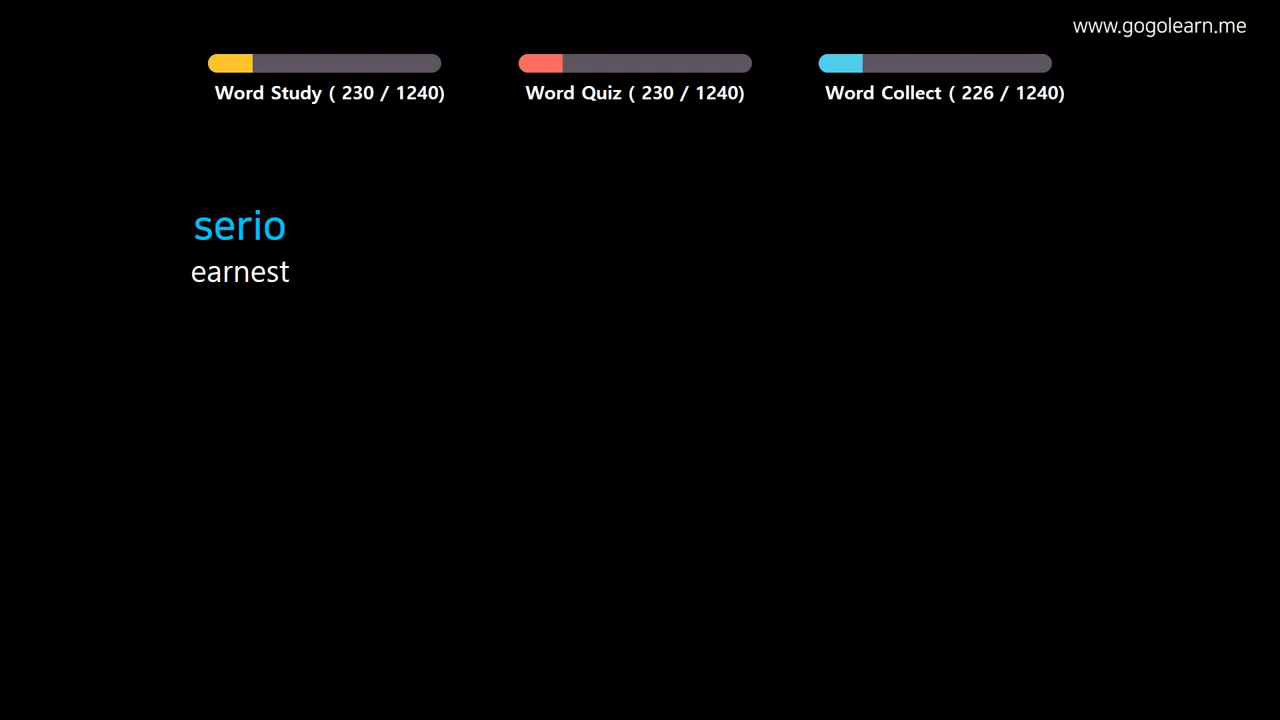 www.gogolearn.me
Word Study ( 230 / 1240)
Word Quiz ( 230 / 1240)
Word Collect ( 226 / 1240)
serio
earnest